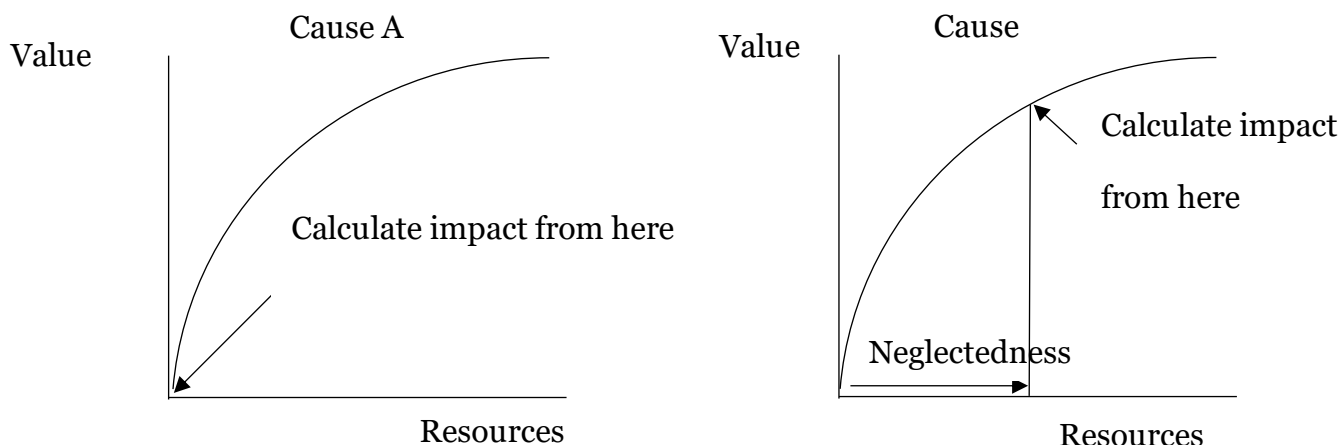 Cause A
Value
Calculate impact from here
Resources
Cause
Value
Calculate impact
from here
Neglectedness
Resources